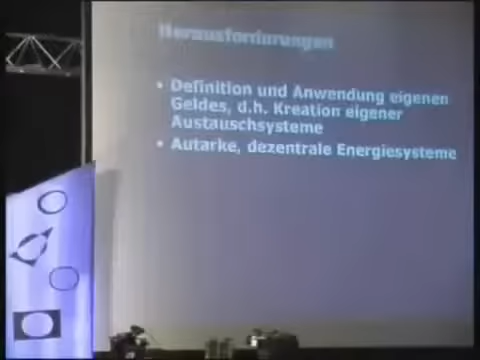 Herausforderungen
• Definition und Anwendung eigenen
Geldes, d.h. Kreation eigener
Austauschsysteme
• Autarke, dezentrale Energiesysteme